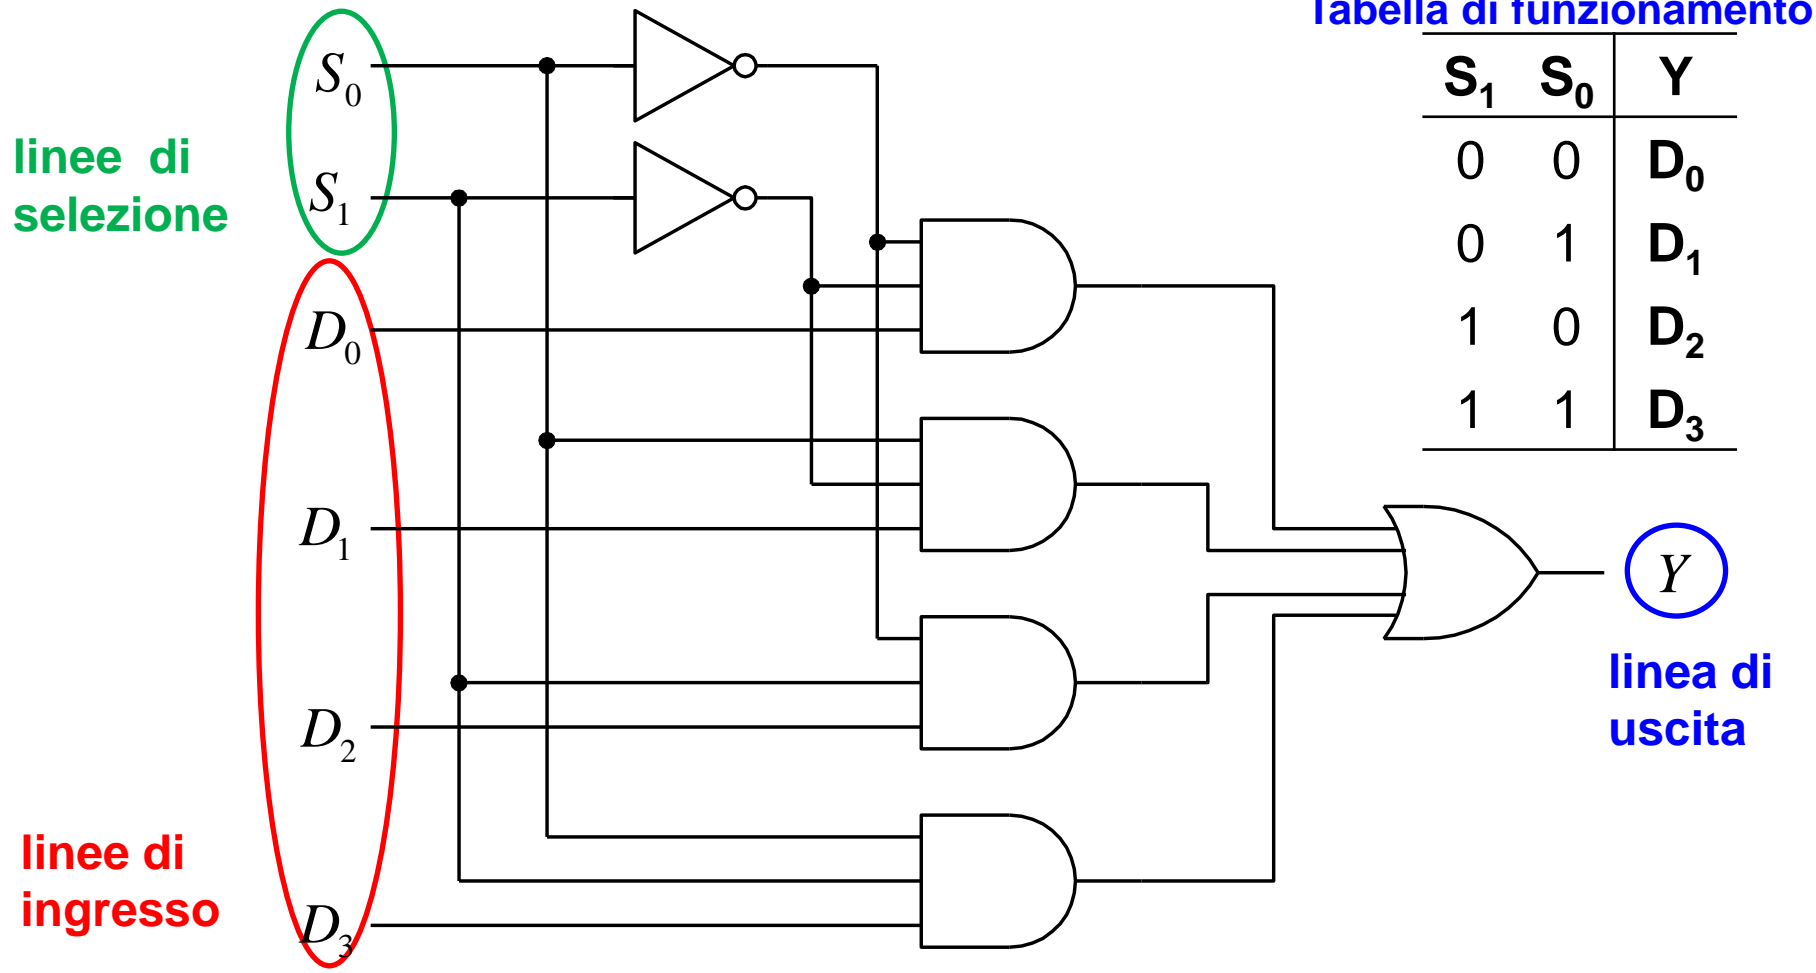 Tabella di funzionamento
S₁ S₀ Y
0 0 D₀
0 1 D₁
1 0 D₂
1 1 D₃
S₀
linee di
selezione
S₁
D₀
D₁
Y
linea di
uscita
D₂
linee di
ingresso
D₃